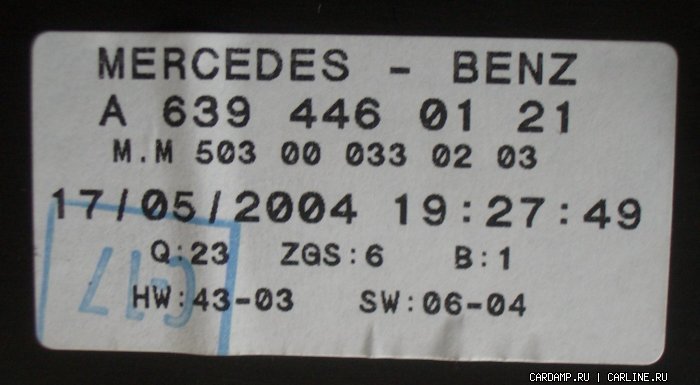 MERCEDES - BENZ
A 639 446 01 21
M.M 503 00 033 02 03
17/05/2004 19:27:49
Q:23 ZGS:6 B:1
HW:43-03 SW:06-04
C-17
CARDAMP.RU | CARLINE.RU